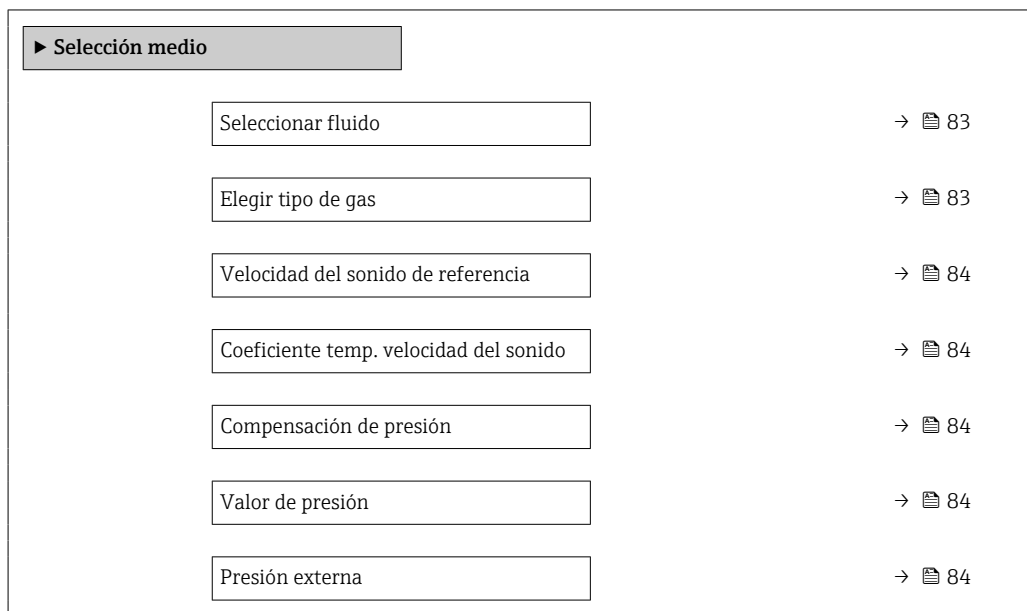 ▶ Selección medio
Seleccionar fluido → 83
Elegir tipo de gas → 83
Velocidad del sonido de referencia → 84
Coeficiente temp. velocidad del sonido → 84
Compensación de presión → 84
Valor de presión → 84
Presión externa → 84